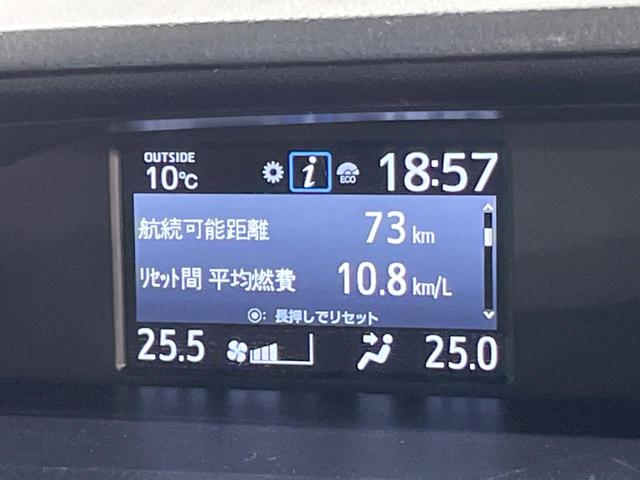 OUTSIDE
10℃ i ECO 18:57
航続可能距離 73 km
リセット間 平均燃費 10.8 km/L
◎: 長押しでリセット
25.5 25.0